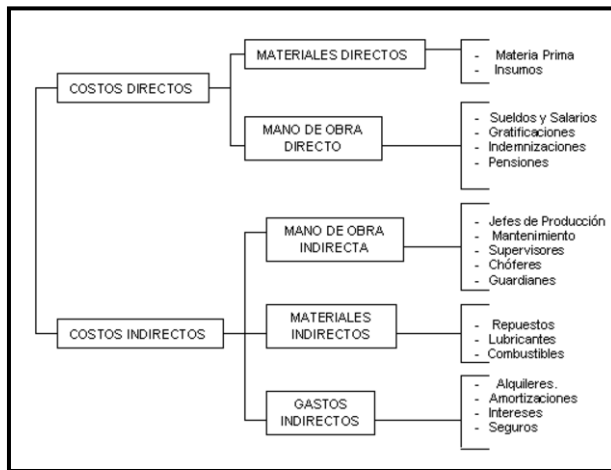 COSTOS DIRECTOS
MATERIALES DIRECTOS
- Materia Prima
- Insumos
MANO DE OBRA
DIRECTO
- Sueldos y Salarios
- Gratificaciones
- Indemnizaciones
- Pensiones
COSTOS INDIRECTOS
MANO DE OBRA
INDIRECTA
- Jefes de Producción
- Mantenimiento
- Supervisores
- Chóferes
- Guardianes
MATERIALES
INDIRECTOS
- Repuestos
- Lubricantes
- Combustibles
GASTOS
INDIRECTOS
- Alquileres.
- Amortizaciones
- Intereses
- Seguros